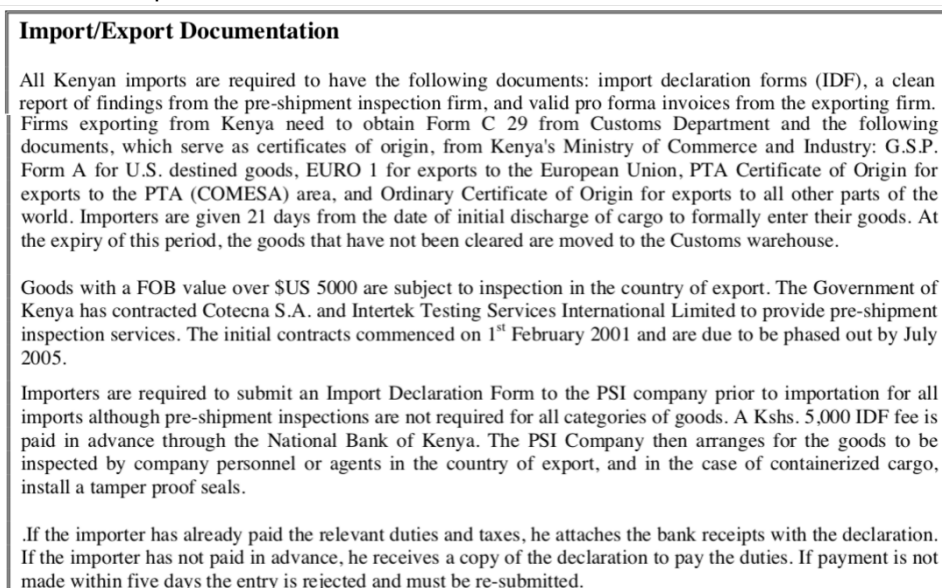 Import/Export Documentation
All Kenyan imports are required to have the following documents: import declaration forms (IDF), a clean
report of findings from the pre-shipment inspection firm, and valid pro forma invoices from the exporting firm.
Firms exporting from Kenya need to obtain Form C 29 from Customs Department and the following
documents, which serve as certificates of origin, from Kenya's Ministry of Commerce and Industry: G.S.P.
Form A for U.S. destined goods, EURO 1 for exports to the European Union, PTA Certificate of Origin for
exports to the PTA (COMESA) area, and Ordinary Certificate of Origin for exports to all other parts of the
world. Importers are given 21 days from the date of initial discharge of cargo to formally enter their goods. At
the expiry of this period, the goods that have not been cleared are moved to the Customs warehouse.
Goods with a FOB value over $US 5000 are subject to inspection in the country of export. The Government of
Kenya has contracted Cotecna S.A. and Intertek Testing Services International Limited to provide pre-shipment
inspection services. The initial contracts commenced on 1st February 2001 and are due to be phased out by July
2005.
Importers are required to submit an Import Declaration Form to the PSI company prior to importation for all
imports although pre-shipment inspections are not required for all categories of goods. A Kshs. 5,000 IDF fee is
paid in advance through the National Bank of Kenya. The PSI Company then arranges for the goods to be
inspected by company personnel or agents in the country of export, and in the case of containerized cargo,
install a tamper proof seals.
.If the importer has already paid the relevant duties and taxes, he attaches the bank receipts with the declaration.
If the importer has not paid in advance, he receives a copy of the declaration to pay the duties. If payment is not
made within five days the entry is rejected and must be re-submitted.